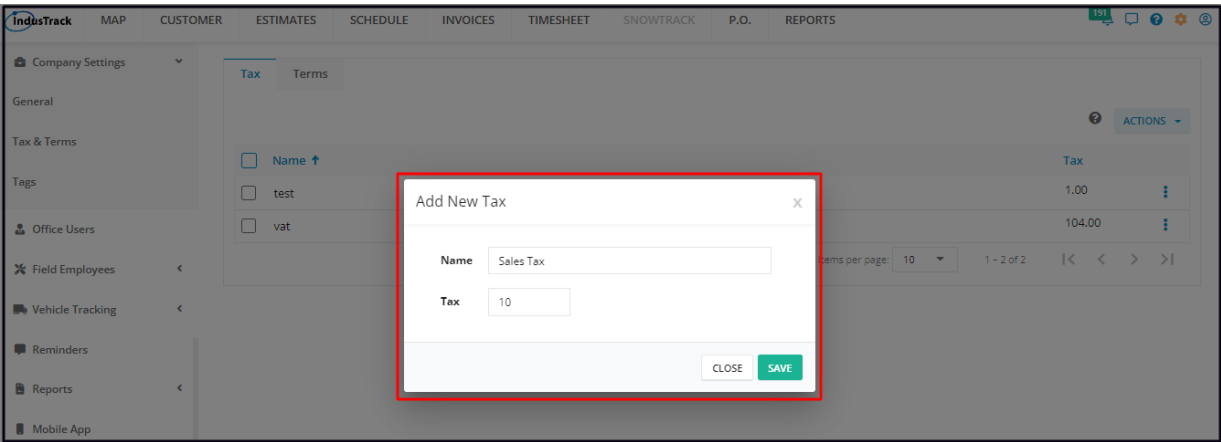 IndusTrack MAP CUSTOMER ESTIMATES SCHEDULE INVOICES TIMESHEET SNOWTRACK P.O. REPORTS 191
Company Settings
General
Tax & Terms
Tags
Office Users
Field Employees
Vehicle Tracking
Reminders
Reports
Mobile App
Tax Terms
ACTIONS
Name Tax
test 1.00
vat 104.00
Items per page: 10 1 – 2 of 2
Add New Tax X
Name Sales Tax
Tax 10
CLOSE SAVE